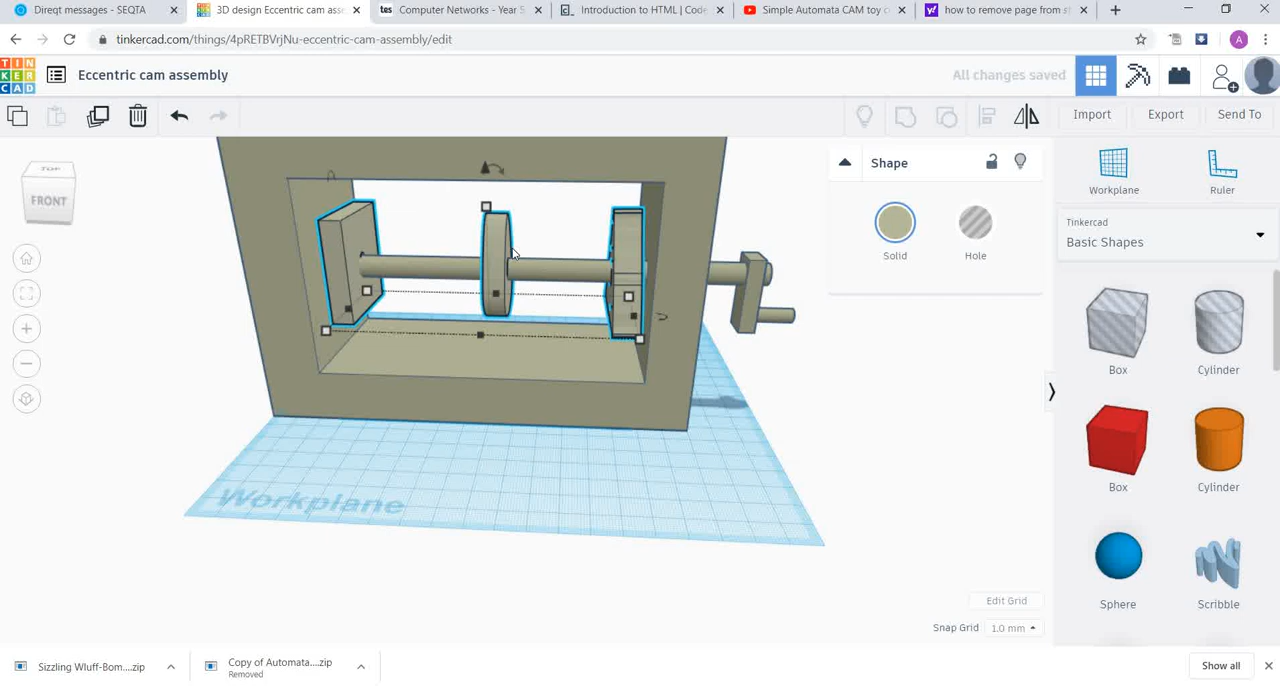 Direqt messages - SEQTA
3D design Eccentric cam asse
tes Computer Networks - Year
Introduction to HTML | Code
Simple Automata CAM toy c
how to remove page from s
tinkercad.com/things/4pRETBVrjNu-eccentric-cam-assembly/edit
A
TIN
KER
CAD
Eccentric cam assembly
All changes saved
Import
Export
Send To
TOP
FRONT
Shape
Solid
Hole
Workplane
Ruler
Tinkercad
Basic Shapes
Box
Cylinder
Box
Cylinder
Sphere
Scribble
Workplane
Edit Grid
Snap Grid
1.0 mm
Sizzling Wluff-Bom....zip
Copy of Automata....zip
Removed
Show all